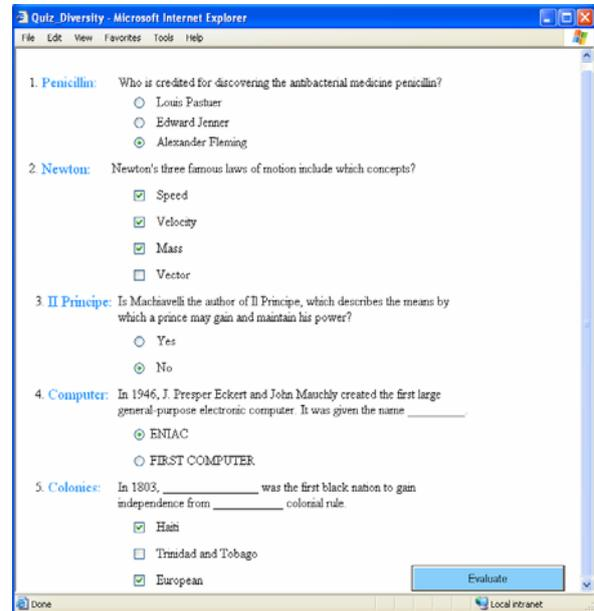 Quiz_Diversity - Microsoft Internet Explorer
File Edit View Favorites Tools Help
1. Penicillin: Who is credited for discovering the antibacterial medicine penicillin?
Louis Pastuer
Edward Jenner
Alexander Fleming
2. Newton: Newton's three famous laws of motion include which concepts?
Speed
Velocity
Mass
Vector
3. Il Principe: Is Machiavelli the author of Il Principe, which describes the means by
which a prince may gain and maintain his power?
Yes
No
4. Computer: In 1946, J. Presper Eckert and John Mauchly created the first large
general-purpose electronic computer. It was given the name _________.
ENIAC
FIRST COMPUTER
5. Colonies: In 1803, _______________ was the first black nation to gain
independence from ___________ colonial rule.
Haiti
Trinidad and Tobago
European
Evaluate
Done Local intranet